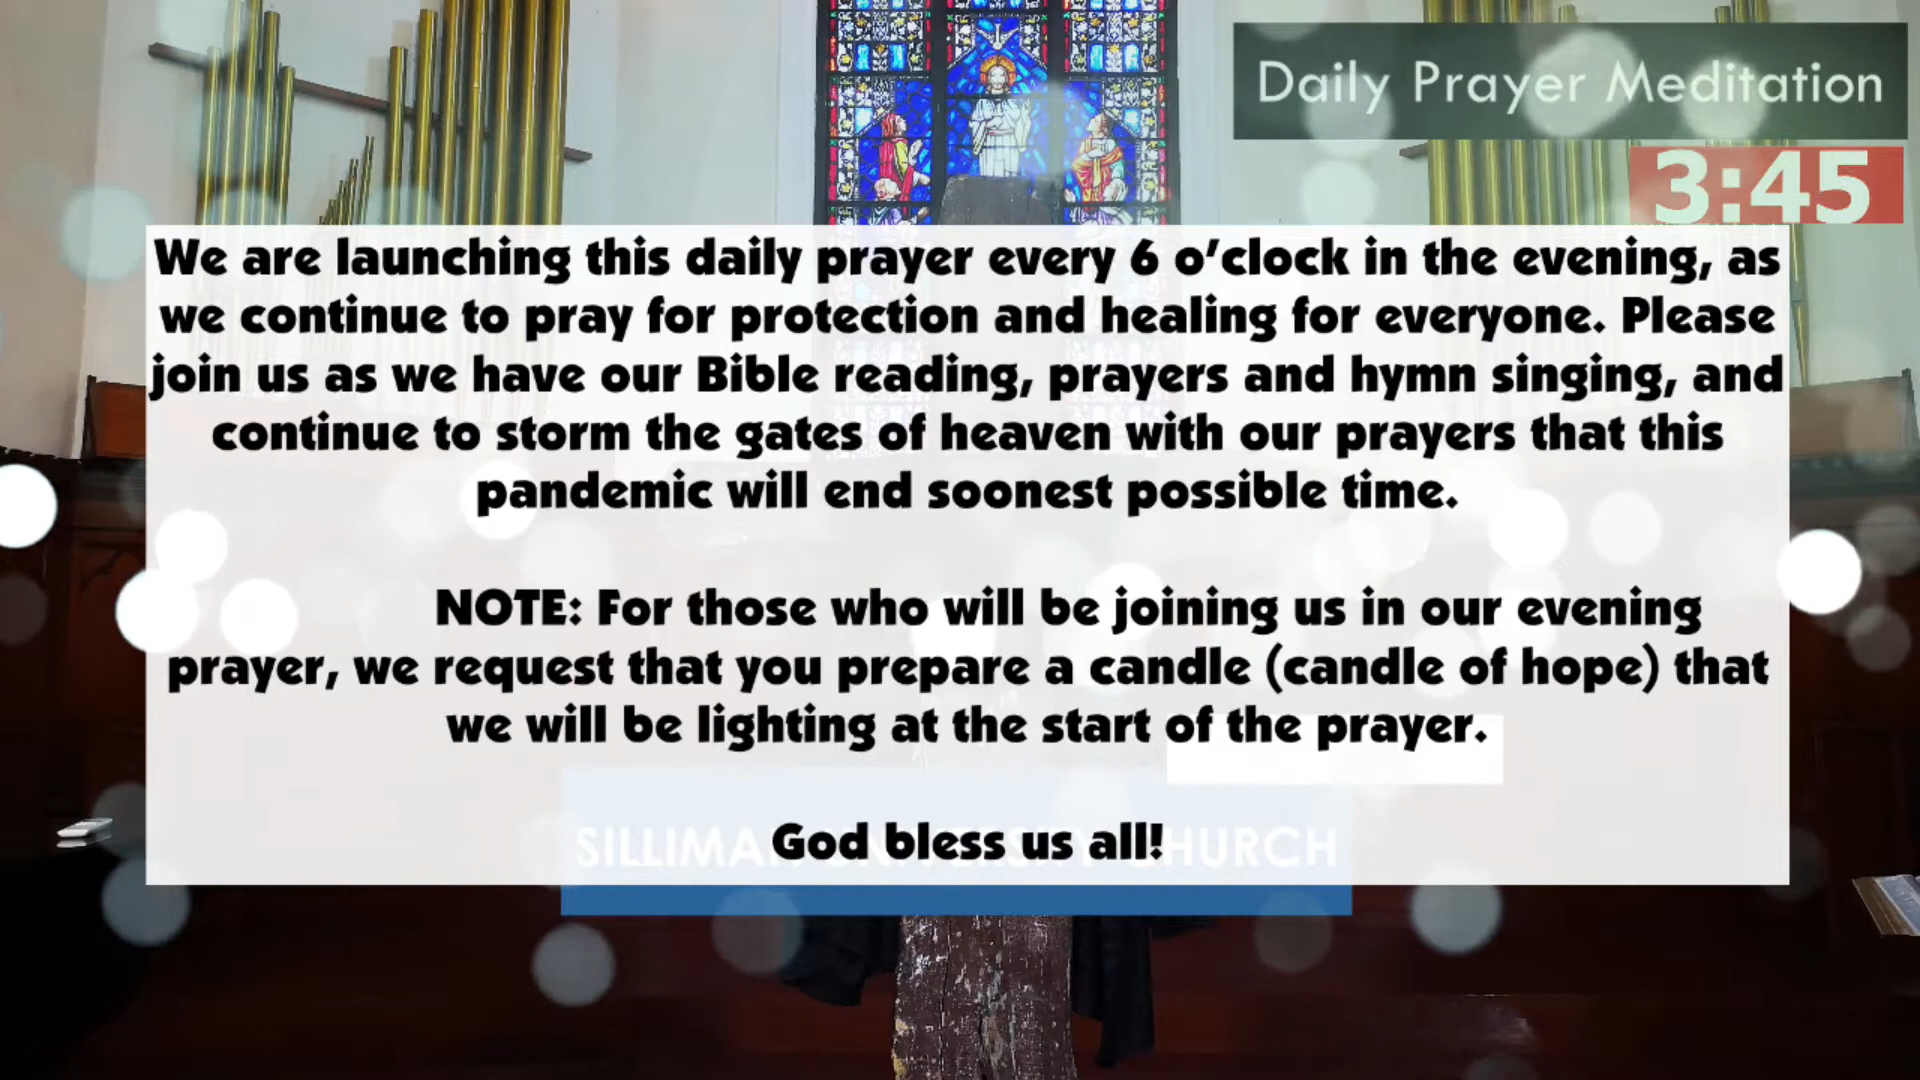 Daily Prayer Meditation
3:45
We are launching this daily prayer every 6 o’clock in the evening, as
we continue to pray for protection and healing for everyone. Please
join us as we have our Bible reading, prayers and hymn singing, and
continue to storm the gates of heaven with our prayers that this
pandemic will end soonest possible time.
NOTE: For those who will be joining us in our evening
prayer, we request that you prepare a candle (candle of hope) that
we will be lighting at the start of the prayer.
God bless us all!